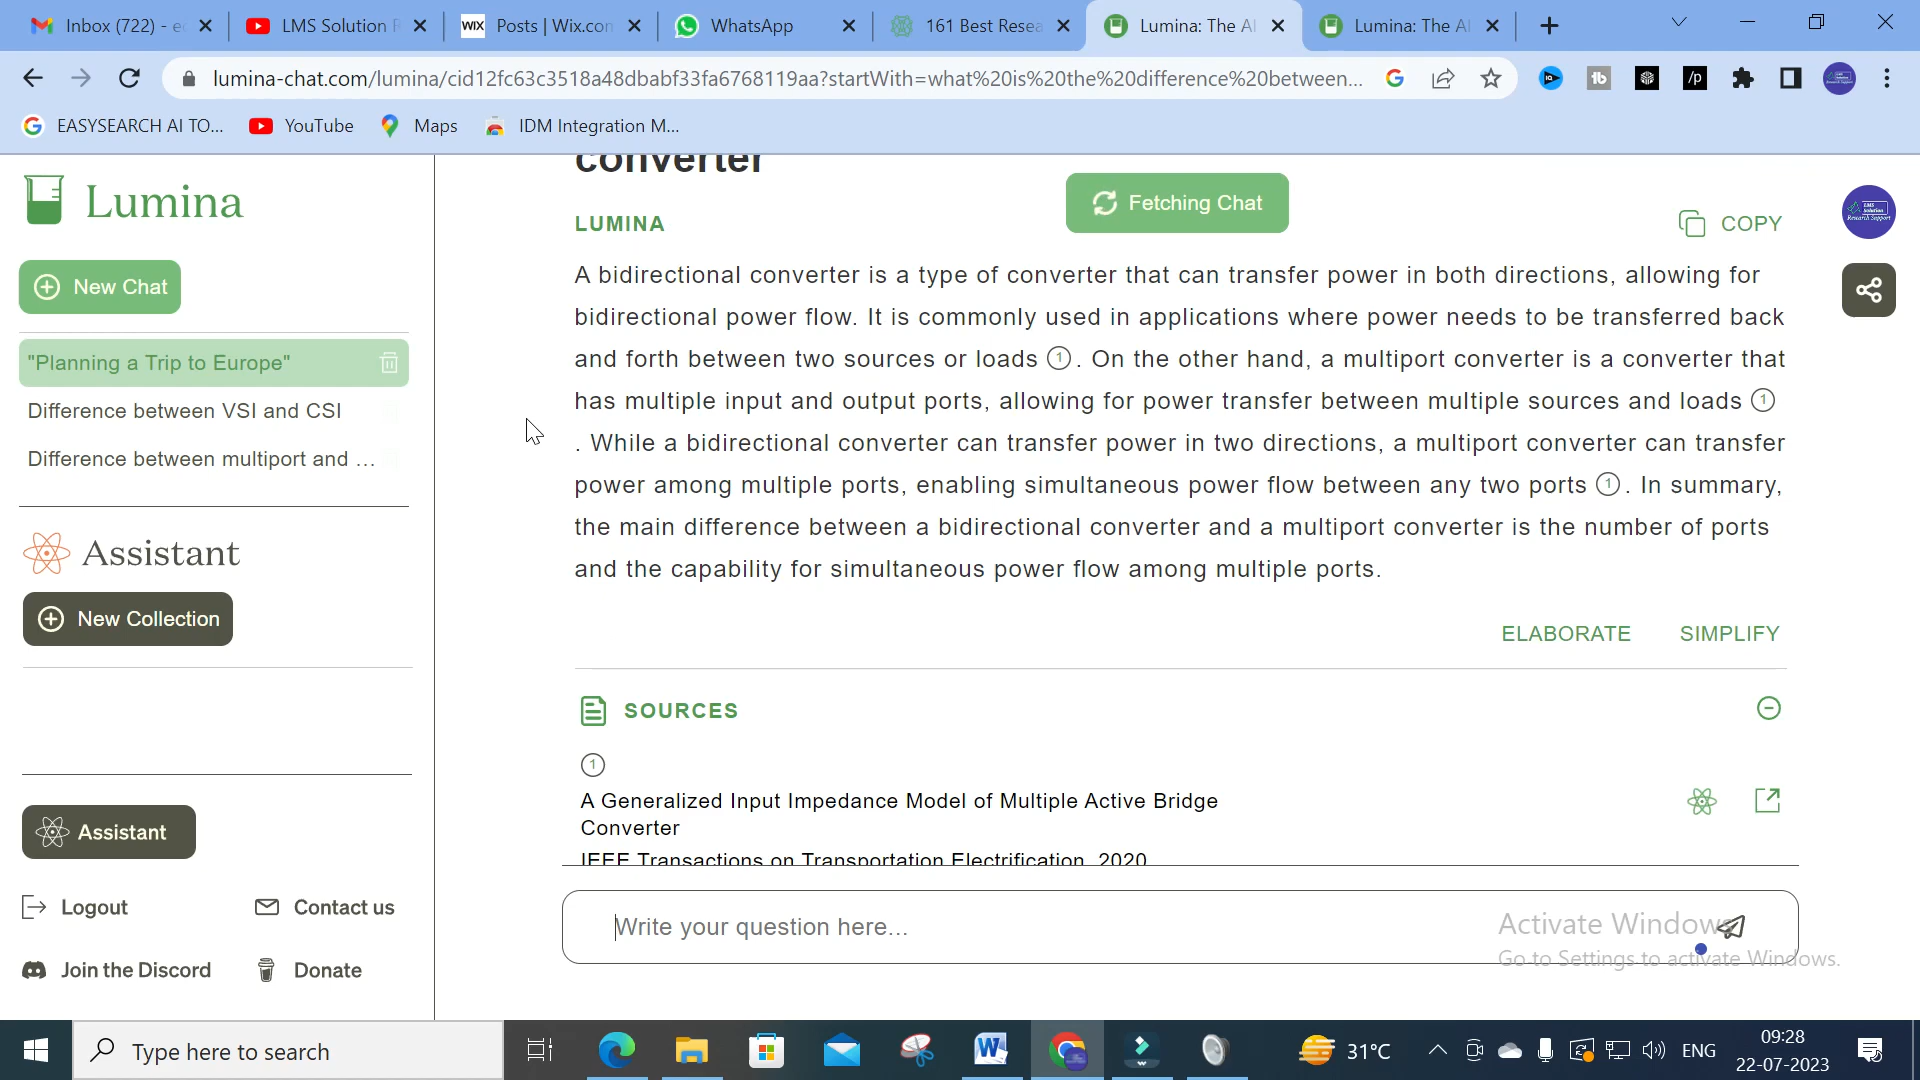 Inbox (722) - e
LMS Solution R
WIX Posts | Wix.com
WhatsApp
161 Best Resea
Lumina: The AI
Lumina: The AI
lumina-chat.com/lumina/cid12fc63c3518a48dbabf33fa6768119aa?startWith=what%20is%20the%20difference%20between...
EASYSEARCH AI TO...
YouTube
Maps
IDM Integration M...
Lumina
New Chat
"Planning a Trip to Europe"
Difference between VSI and CSI
Difference between multiport and ...
Assistant
New Collection
Assistant
Logout
Contact us
Join the Discord
Donate
converter
Fetching Chat
LUMINA
COPY
A bidirectional converter is a type of converter that can transfer power in both directions, allowing for
bidirectional power flow. It is commonly used in applications where power needs to be transferred back
and forth between two sources or loads 1. On the other hand, a multiport converter is a converter that
has multiple input and output ports, allowing for power transfer between multiple sources and loads 1
. While a bidirectional converter can transfer power in two directions, a multiport converter can transfer
power among multiple ports, enabling simultaneous power flow between any two ports 1. In summary,
the main difference between a bidirectional converter and a multiport converter is the number of ports
and the capability for simultaneous power flow among multiple ports.
ELABORATE
SIMPLIFY
SOURCES
1
A Generalized Input Impedance Model of Multiple Active Bridge
Converter
IEEE Transactions on Transportation Electrification, 2020
Write your question here...
Activate Windows
Go to Settings to activate Windows.
LMS Solution
Research Support
Type here to search
31°C
ENG
09:28
22-07-2023